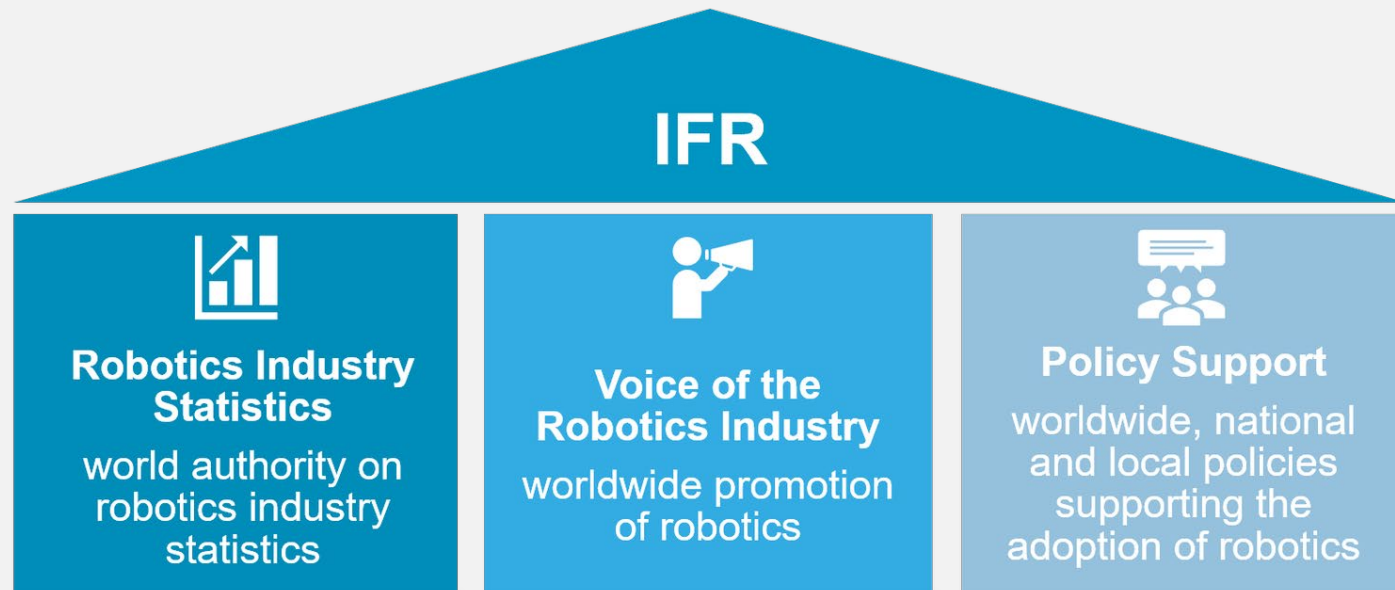 IFR
Robotics Industry
Statistics
world authority on
robotics industry
statistics
Voice of the
Robotics Industry
worldwide promotion
of robotics
Policy Support
worldwide, national
and local policies
supporting the
adoption of robotics